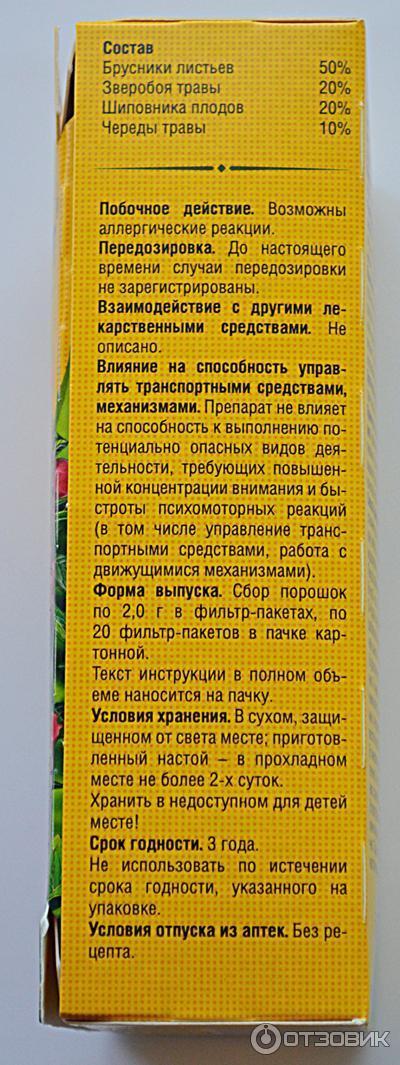 Состав
Брусники листьев 50%
Зверобоя травы 20%
Шиповника плодов 20%
Череды травы 10%
Побочное действие. Возможны
аллергические реакции.
Передозировка. До настоящего
времени случаи передозировки
не зарегистрированы.
Взаимодействие с другими ле-
карственными средствами. Не
описано.
Влияние на способность управ-
лять транспортными средствами,
механизмами. Препарат не влияет
на способность к выполнению по-
тенциально опасных видов дея-
тельности, требующих повышен-
ной концентрации внимания и бы-
строты психомоторных реакций
(в том числе управление транс-
портными средствами, работа с
движущимися механизмами).
Форма выпуска. Сбор порошок
по 2,0 г в фильтр-пакетах, по
20 фильтр-пакетов в пачке кар-
тонной.
Текст инструкции в полном объ-
еме наносится на пачку.
Условия хранения. В сухом, защи-
щенном от света месте; приготов-
ленный настой – в прохладном
месте не более 2-х суток.
Хранить в недоступном для детей
месте!
Срок годности. 3 года.
Не использовать по истечении
срока годности, указанного на
упаковке.
Условия отпуска из аптек. Без ре-
цепта.
ОТЗОВИК